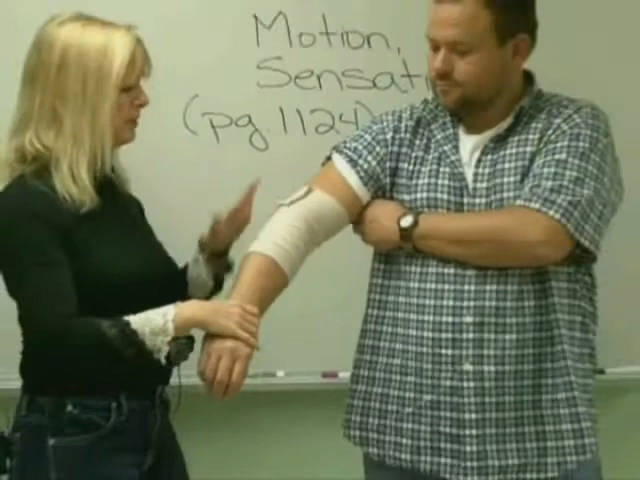 Motion,
Sensati
(pg. 1124)